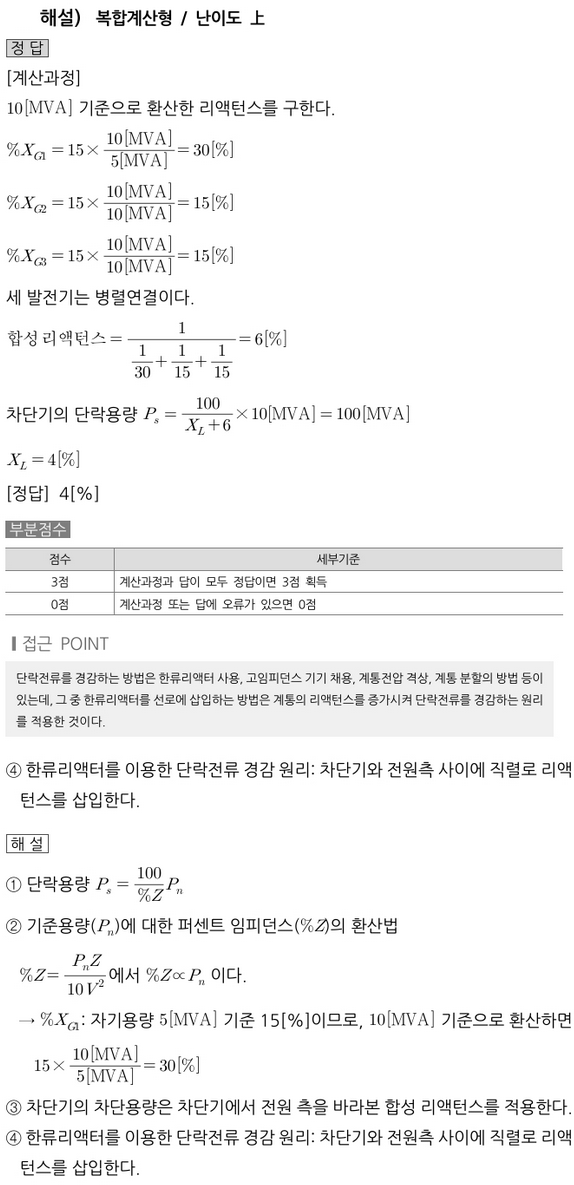 해설) 복합계산형 / 난이도 上
정 답
[계산과정]
10[MVA] 기준으로 환산한 리액턴스를 구한다.
%X_{G1} = 15 × \frac{10[MVA]}{5[MVA]} = 30[%]
%X_{G2} = 15 × \frac{10[MVA]}{10[MVA]} = 15[%]
%X_{G3} = 15 × \frac{10[MVA]}{10[MVA]} = 15[%]
세 발전기는 병렬연결이다.
합성 리액턴스 = \frac{1}{\frac{1}{30} + \frac{1}{15} + \frac{1}{15}} = 6[%]
차단기의 단락용량 P_s = \frac{100}{X_L + 6} × 10[MVA] = 100[MVA]
X_L = 4[%]
[정답] 4[%]
부분점수
점수 세부기준
3점 계산과정과 답이 모두 정답이면 3점 획득
0점 계산과정 또는 답에 오류가 있으면 0점
접근 POINT
단락전류를 경감하는 방법은 한류리액터 사용, 고임피던스 기기 채용, 계통전압 격상, 계통 분할의 방법 등이
있는데, 그 중 한류리액터를 선로에 삽입하는 방법은 계통의 리액턴스를 증가시켜 단락전류를 경감하는 원리
를 적용한 것이다.
④ 한류리액터를 이용한 단락전류 경감 원리: 차단기와 전원측 사이에 직렬로 리액
턴스를 삽입한다.
해 설
① 단락용량 P_s = \frac{100}{%Z} P_n
② 기준용량(P_n)에 대한 퍼센트 임피던스(%Z)의 환산법
%Z = \frac{P_n Z}{10 V^2} 에서 %Z ∝ P_n 이다.
→ %X_{G1}: 자기용량 5[MVA] 기준 15[%]이므로, 10[MVA] 기준으로 환산하면
15 × \frac{10[MVA]}{5[MVA]} = 30[%]
③ 차단기의 차단용량은 차단기에서 전원 측을 바라본 합성 리액턴스를 적용한다.
④ 한류리액터를 이용한 단락전류 경감 원리: 차단기와 전원측 사이에 직렬로 리액
턴스를 삽입한다.